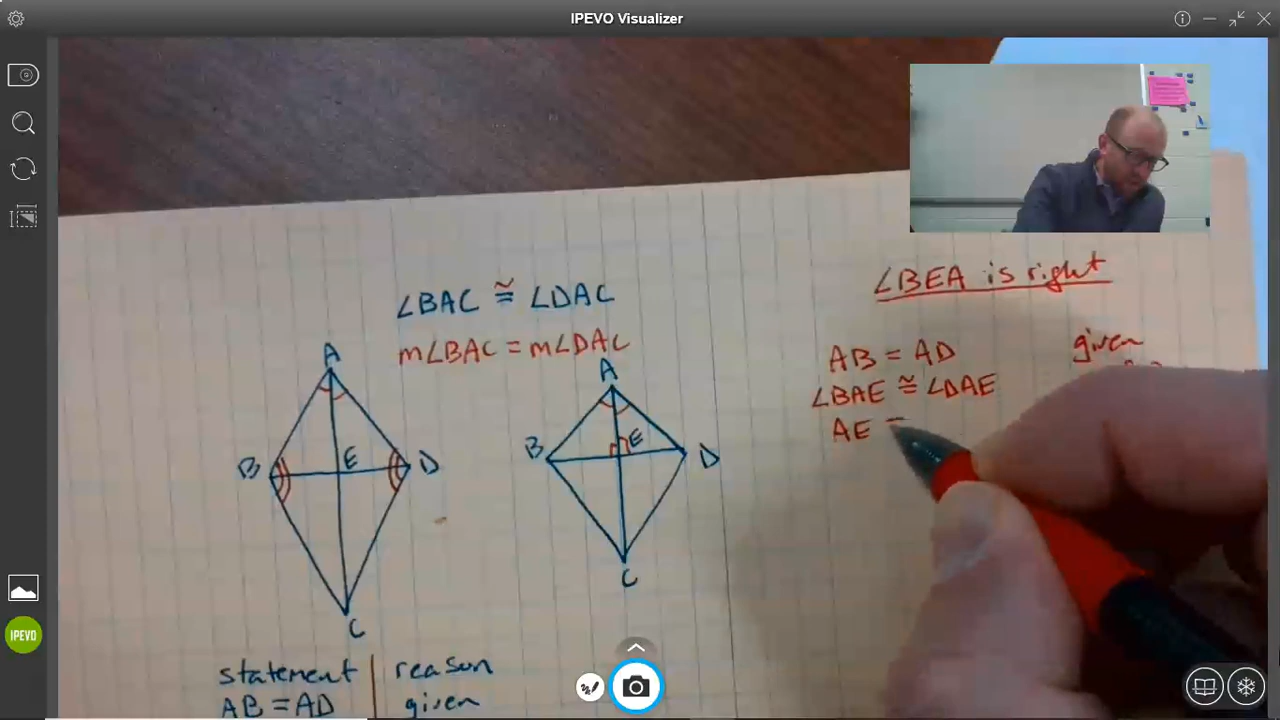 IPEVO Visualizer
∠BAC ≅ ∠DAC
m∠BAC = m∠DAC
A
B
E
D
C
A
B
E
D
C
statement | reason
AB = AD | given
∠BEA is right
AB = AD given
∠BAE ≅ ∠DAE
AE =
IPEVO